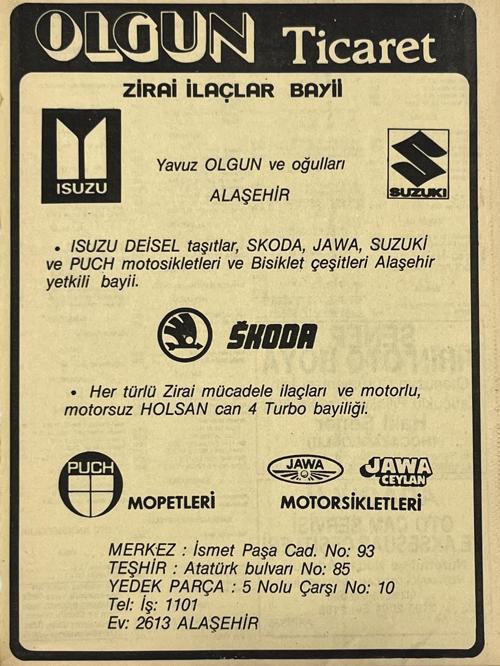 OLGUN Ticaret
ZİRAİ İLAÇLAR BAYİİ
ISUZU
SUZUKI
Yavuz OLGUN ve oğulları
ALAŞEHİR
• ISUZU DEİSEL taşıtlar, SKODA, JAWA, SUZUKİ
ve PUCH motosikletleri ve Bisiklet çeşitleri Alaşehir
yetkili bayii.
ŠKODA
• Her türlü Zirai mücadele ilaçları ve motorlu,
motorsuz HOLSAN can 4 Turbo bayiliği.
PUCH
MOPETLERİ
JAWA
JAWA
CEYLAN
MOTORSİKLETLERİ
MERKEZ : İsmet Paşa Cad. No: 93
TEŞHİR : Atatürk bulvarı No: 85
YEDEK PARÇA : 5 Nolu Çarşı No: 10
Tel: İş: 1101
Ev: 2613 ALAŞEHİR